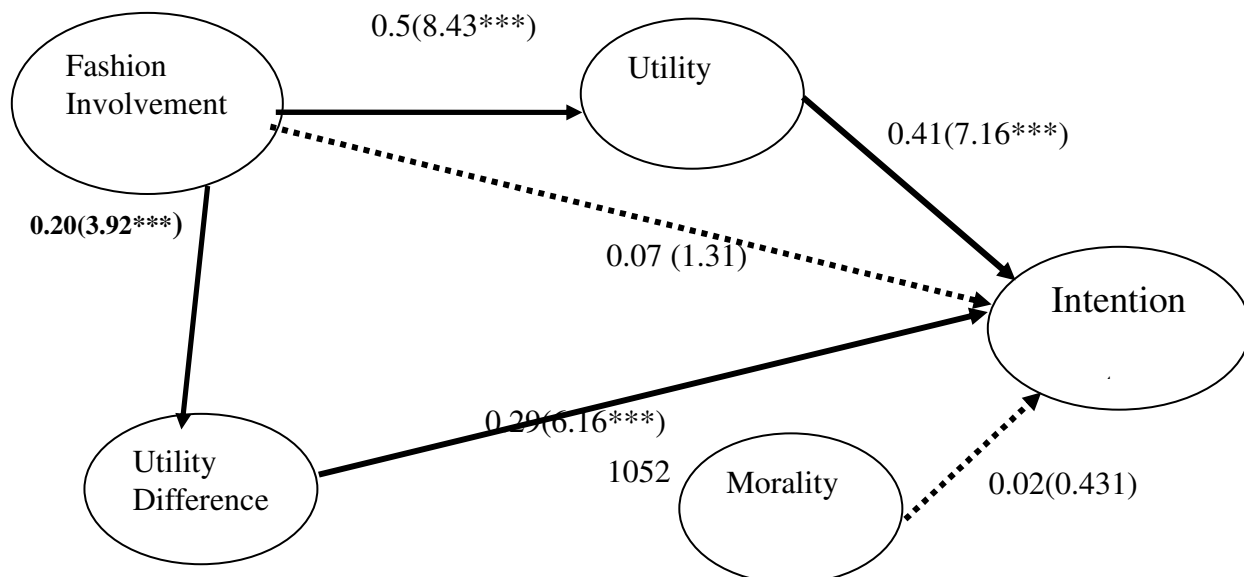 0.5(8.43***)
Fashion
Involvement
Utility
0.41(7.16***)
0.20(3.92***)
0.07 (1.31)
Intention
0.29(6.16***)
Utility
Difference
1052
Morality
0.02(0.431)